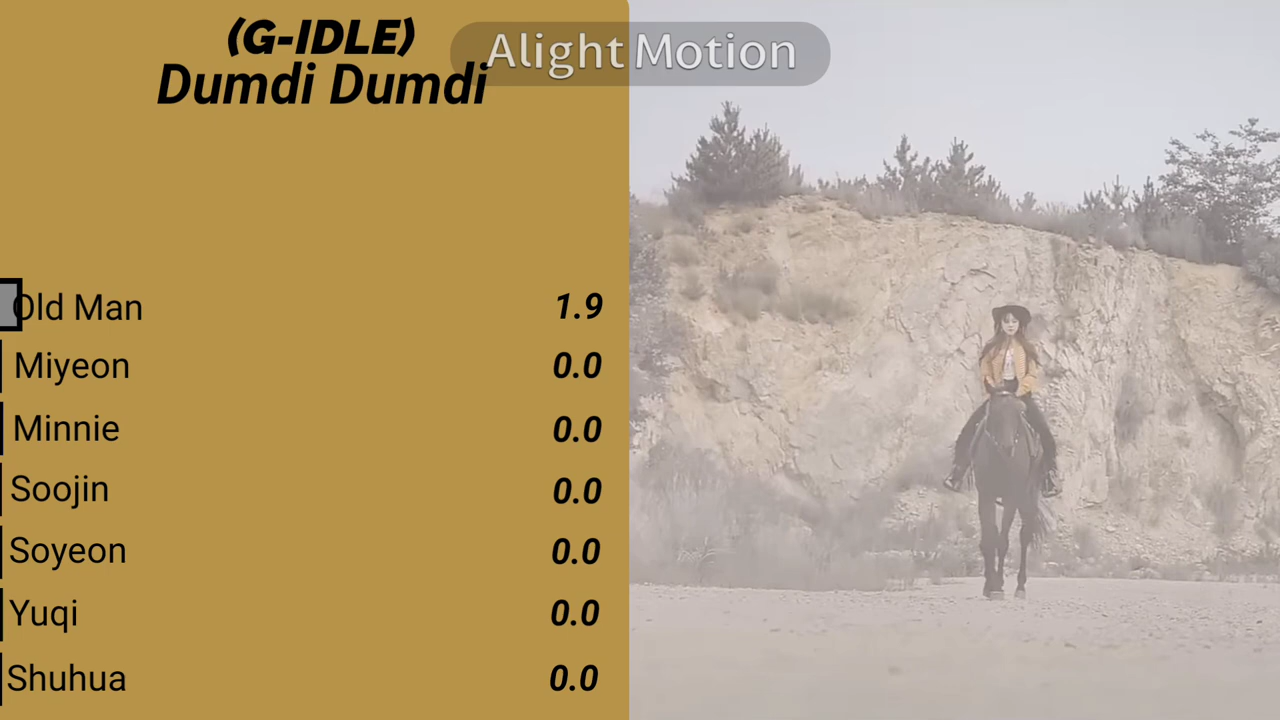 (G-IDLE)
Dumdi Dumdi
Alight Motion
Old Man 1.9
Miyeon 0.0
Minnie 0.0
Soojin 0.0
Soyeon 0.0
Yuqi 0.0
Shuhua 0.0